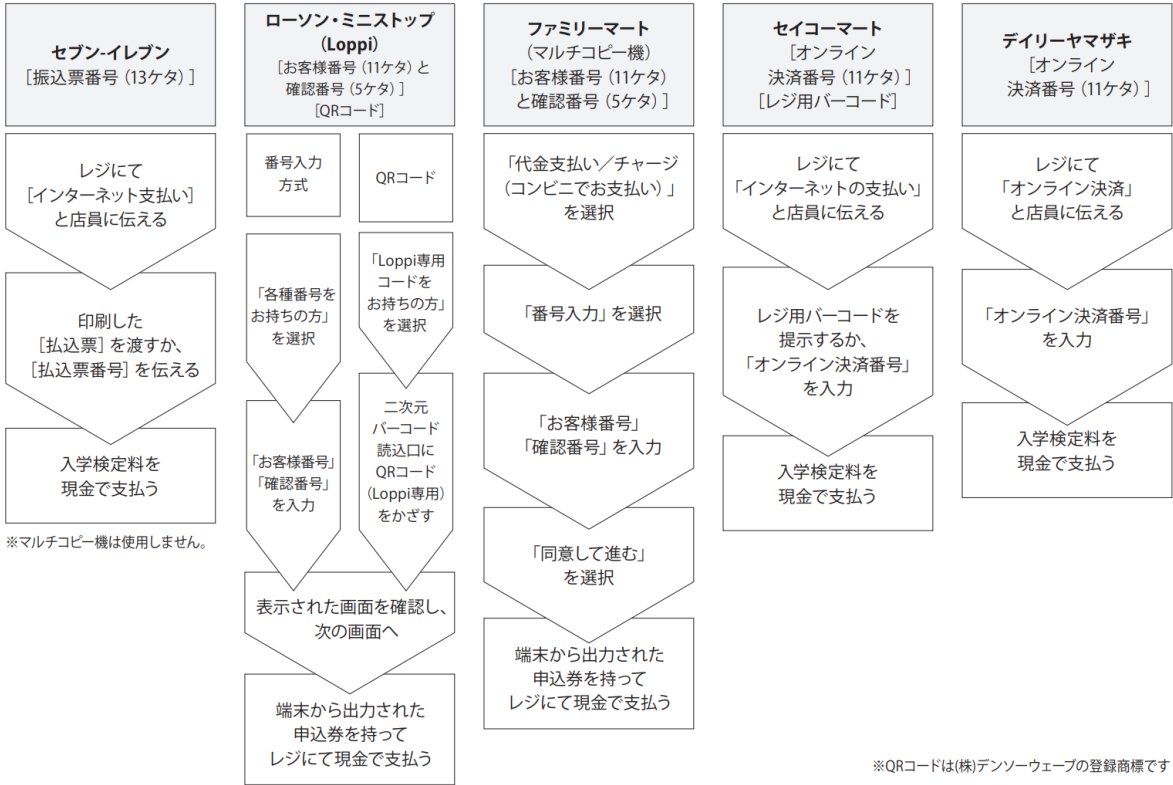 セブン-イレブン
[振込票番号（13ケタ）]
レジにて
[インターネット支払い]
と店員に伝える
印刷した
[払込票] を渡すか、
[払込票番号] を伝える
入学検定料を
現金で支払う
※マルチコピー機は使用しません。
ローソン・ミニストップ
（Loppi）
[お客様番号（11ケタ）と
確認番号（5ケタ）]
[QRコード]
番号入力
方式
「各種番号を
お持ちの方」
を選択
「お客様番号」
「確認番号」
を入力
QRコード
「Loppi専用
コードを
お持ちの方」
を選択
二次元
バーコード
読込口に
QRコード
（Loppi専用）
をかざす
表示された画面を確認し、
次の画面へ
端末から出力された
申込券を持って
レジにて現金で支払う
ファミリーマート
（マルチコピー機）
[お客様番号（11ケタ）
と確認番号（5ケタ）]
「代金支払い／チャージ
（コンビニでお支払い）」
を選択
「番号入力」を選択
「お客様番号」
「確認番号」を入力
「同意して進む」
を選択
端末から出力された
申込券を持って
レジにて現金で支払う
セイコーマート
[オンライン
決済番号（11ケタ）]
[レジ用バーコード]
レジにて
「インターネットの支払い」
と店員に伝える
レジ用バーコードを
提示するか、
「オンライン決済番号」
を入力
入学検定料を
現金で支払う
デイリーヤマザキ
[オンライン
決済番号（11ケタ）]
レジにて
「オンライン決済」
と店員に伝える
「オンライン決済番号」
を入力
入学検定料を
現金で支払う
※QRコードは(株)デンソーウェーブの登録商標です